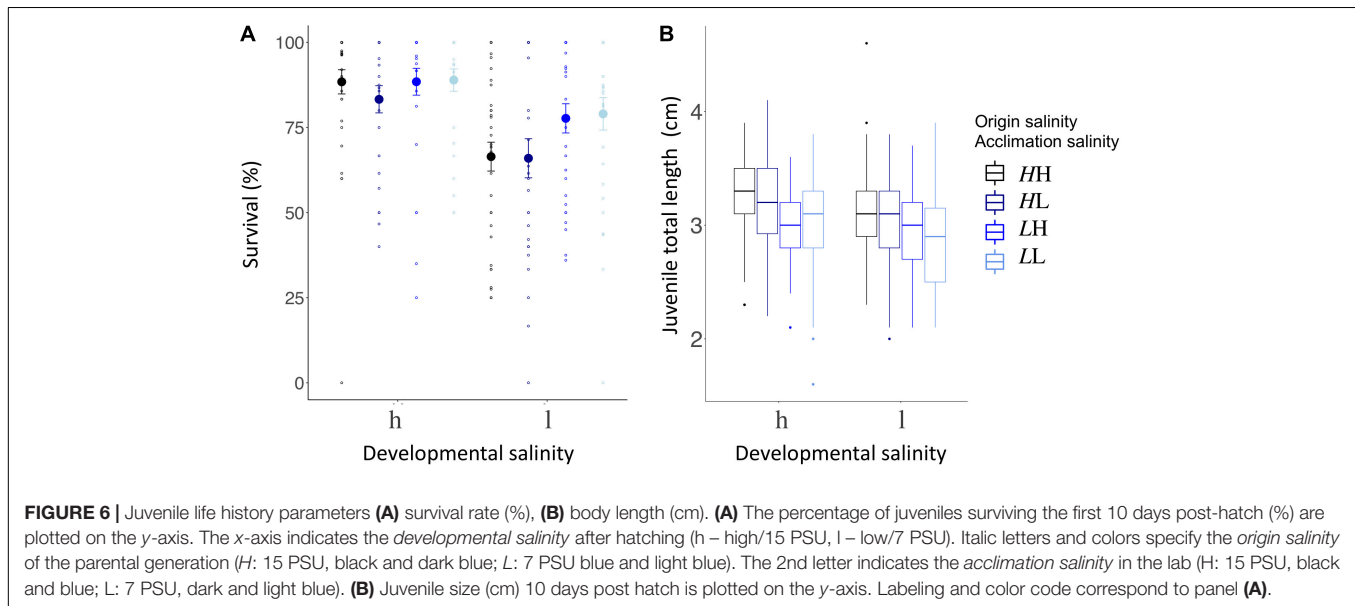 A
100
75
50
25
0
Survival (%)
h
l
Developmental salinity
B
4
3
2
Juvenile total length (cm)
h
l
Developmental salinity
Origin salinity
Acclimation salinity
HH
HL
LH
LL
FIGURE 6 | Juvenile life history parameters (A) survival rate (%), (B) body length (cm). (A) The percentage of juveniles surviving the first 10 days post-hatch (%) are
plotted on the y-axis. The x-axis indicates the developmental salinity after hatching (h – high/15 PSU, l – low/7 PSU). Italic letters and colors specify the origin salinity
of the parental generation (H: 15 PSU, black and dark blue; L: 7 PSU blue and light blue). The 2nd letter indicates the acclimation salinity in the lab (H: 15 PSU, black
and blue; L: 7 PSU, dark and light blue). (B) Juvenile size (cm) 10 days post hatch is plotted on the y-axis. Labeling and color code correspond to panel (A).